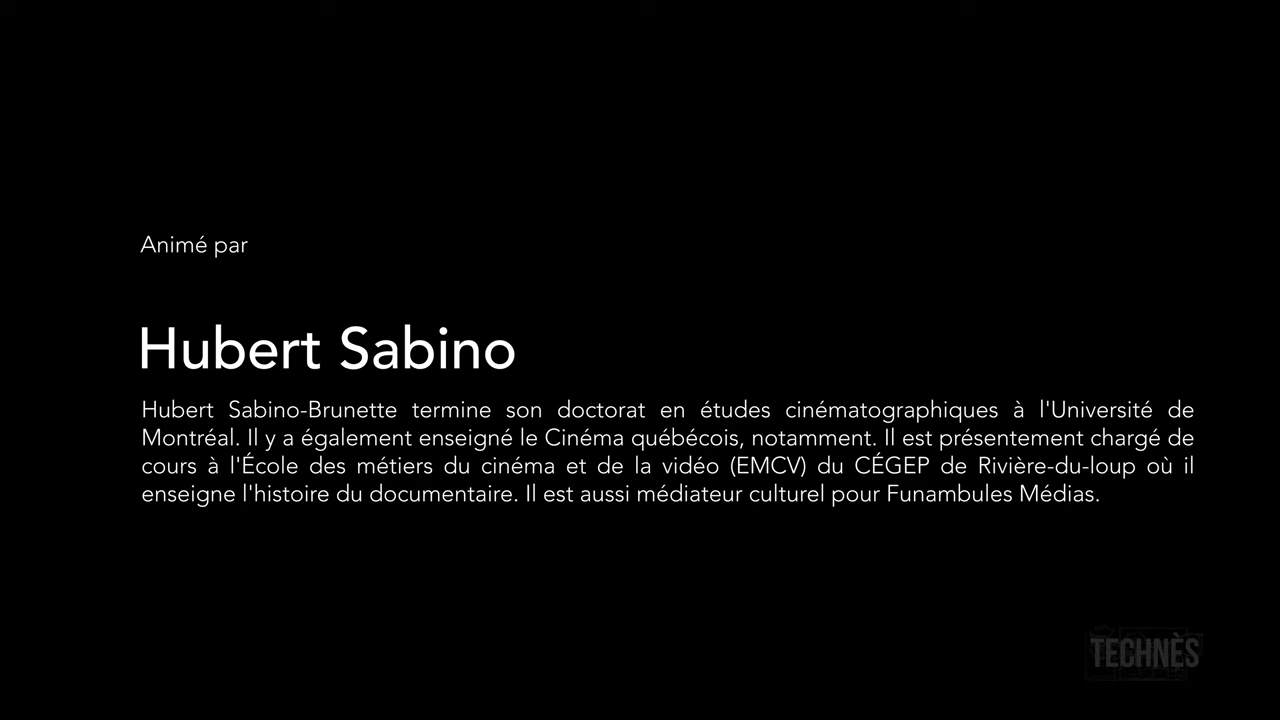 Animé par
Hubert Sabino
Hubert Sabino-Brunette termine son doctorat en études cinématographiques à l'Université de
Montréal. Il y a également enseigné le Cinéma québécois, notamment. Il est présentement chargé de
cours à l'École des métiers du cinéma et de la vidéo (EMCV) du CÉGEP de Rivière-du-loup où il
enseigne l'histoire du documentaire. Il est aussi médiateur culturel pour Funambules Médias.
TECHNÈS